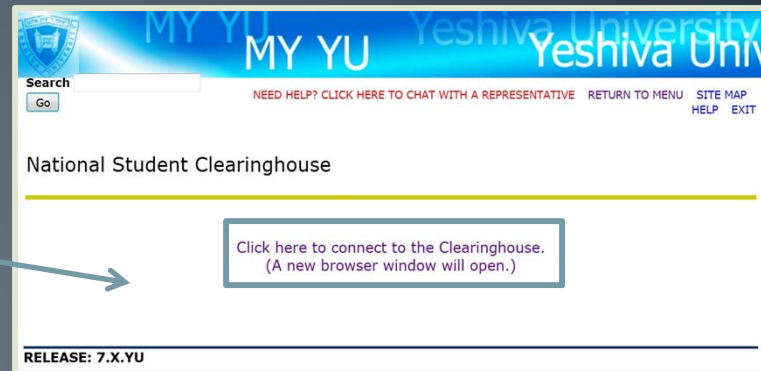 MY YU
MY YU
Yeshiva University
Yeshiva Univ
Search
Go
NEED HELP? CLICK HERE TO CHAT WITH A REPRESENTATIVE RETURN TO MENU SITE MAP
HELP EXIT
National Student Clearinghouse
Click here to connect to the Clearinghouse.
(A new browser window will open.)
RELEASE: 7.X.YU